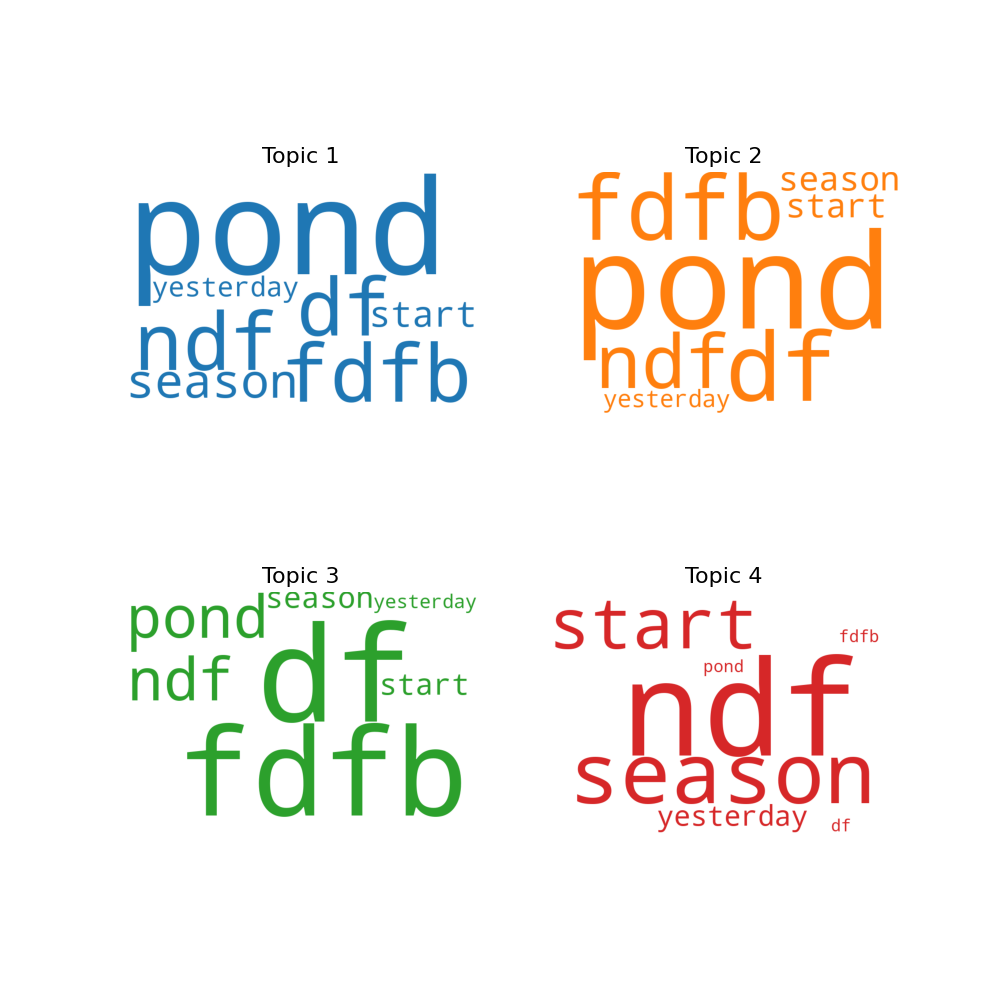 Topic 1
pond
yesterday
df
start
ndf
season
fdfb
Topic 2
fdfb
season
start
pond
ndf
df
yesterday
Topic 3
pond
season
yesterday
ndf
df
start
fdfb
Topic 4
start
fdfb
pond
ndf
season
yesterday
df